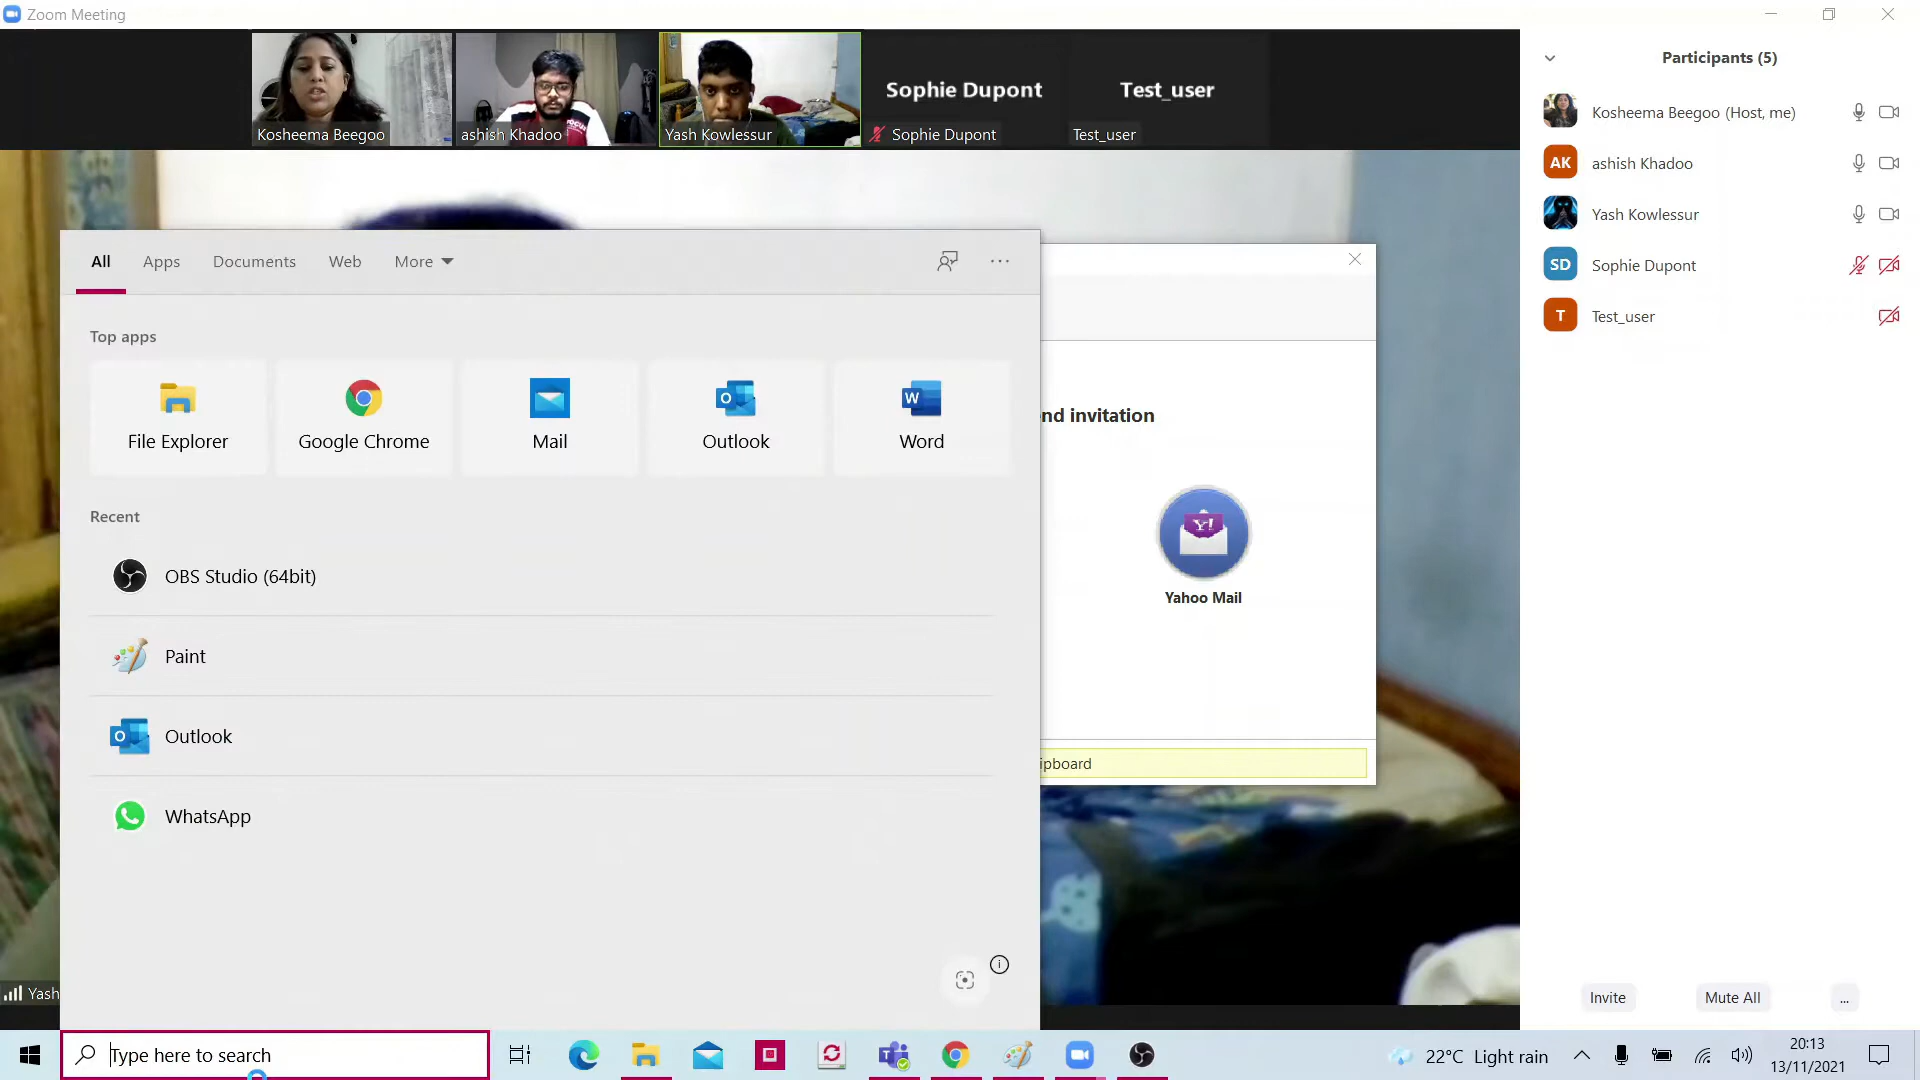 Zoom Meeting
Kosheema Beegoo
ashish Khadoo
Yash Kowlessur
Sophie Dupont
Sophie Dupont
Test_user
Test_user
Participants (5)
Kosheema Beegoo (Host, me)
AK ashish Khadoo
Yash Kowlessur
SD Sophie Dupont
T Test_user
All
Apps
Documents
Web
More
Top apps
File Explorer
Google Chrome
Mail
Outlook
Word
Recent
OBS Studio (64bit)
Paint
Outlook
WhatsApp
end invitation
Yahoo Mail
ipboard
Yash
Invite
Mute All
...
Type here to search
22°C Light rain
20:13
13/11/2021